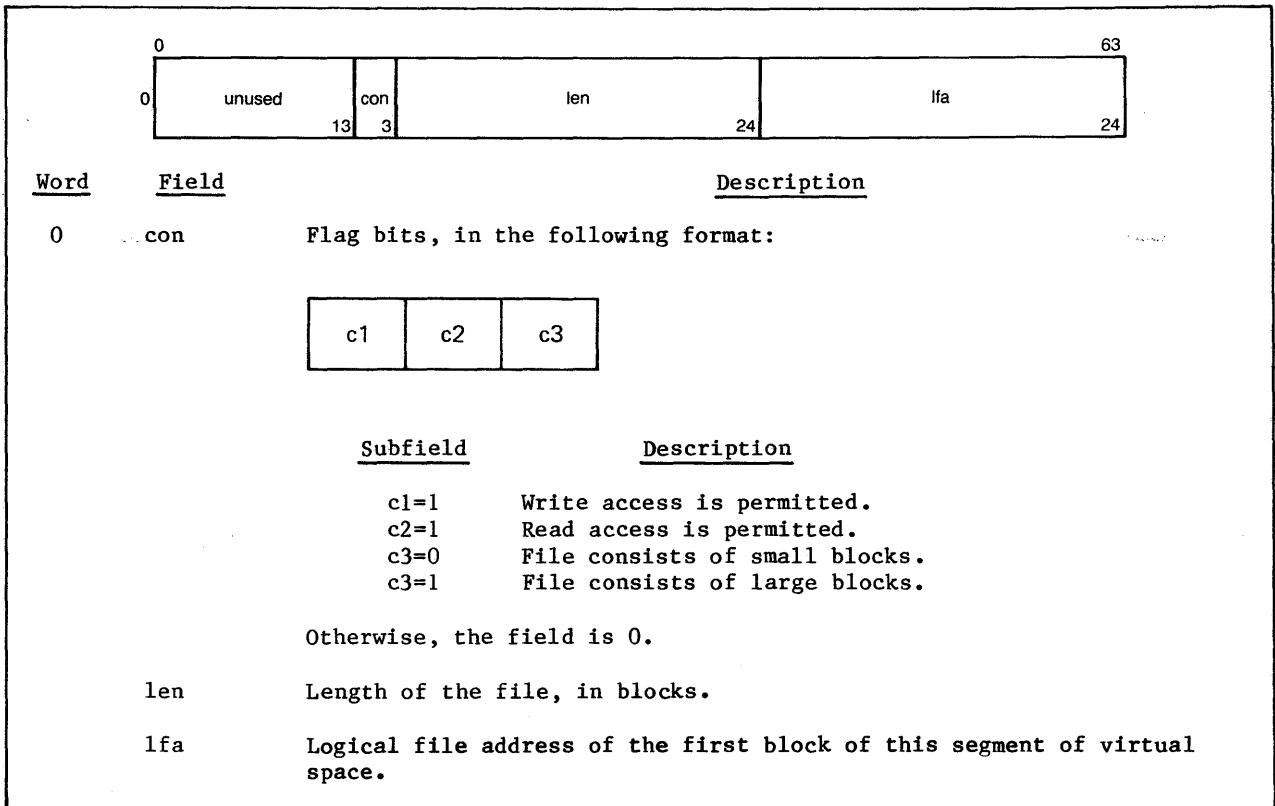 0 63
0 unused con len lfa
13 3 24 24
Word Field Description
0 con Flag bits, in the following format:
c1 c2 c3
Subfield Description
c1=1 Write access is permitted.
c2=1 Read access is permitted.
c3=0 File consists of small blocks.
c3=1 File consists of large blocks.
Otherwise, the field is 0.
len Length of the file, in blocks.
lfa Logical file address of the first block of this segment of virtual
space.